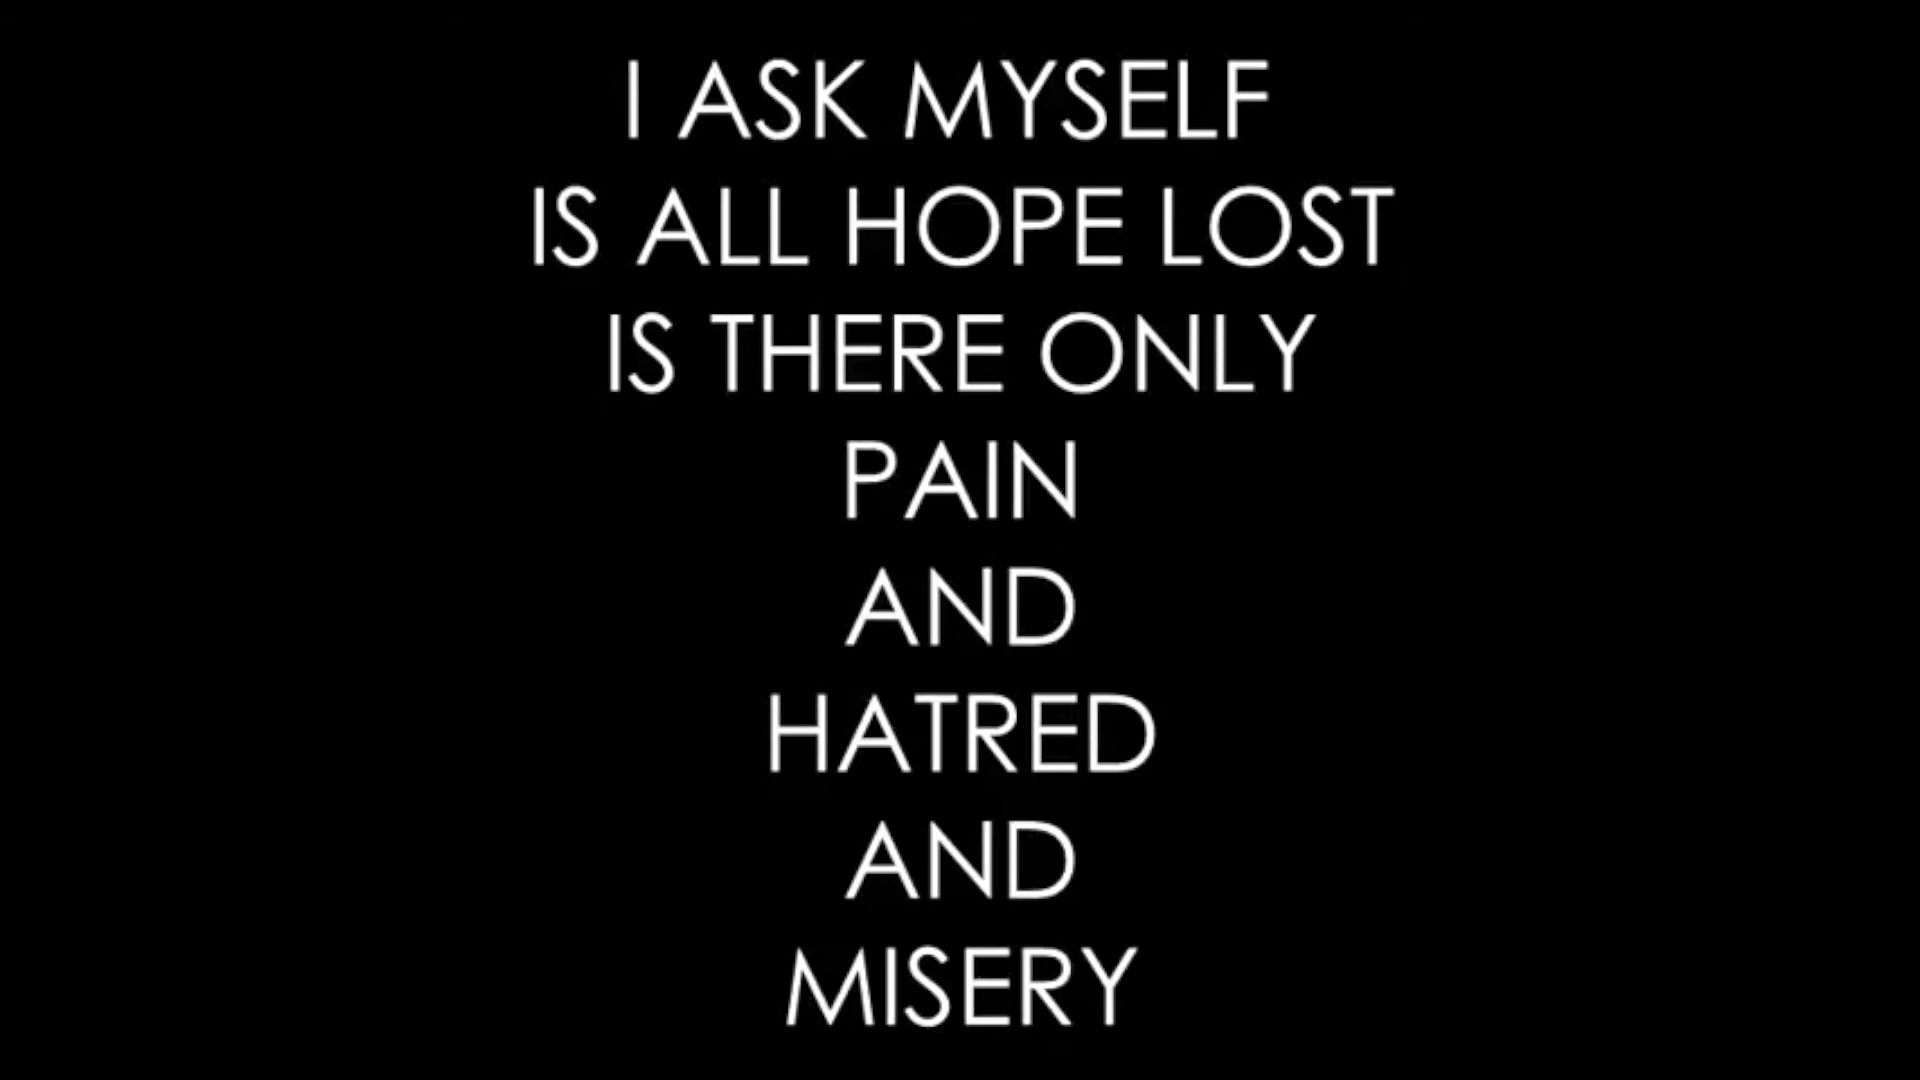 I ASK MYSELF
IS ALL HOPE LOST
IS THERE ONLY
PAIN
AND
HATRED
AND
MISERY